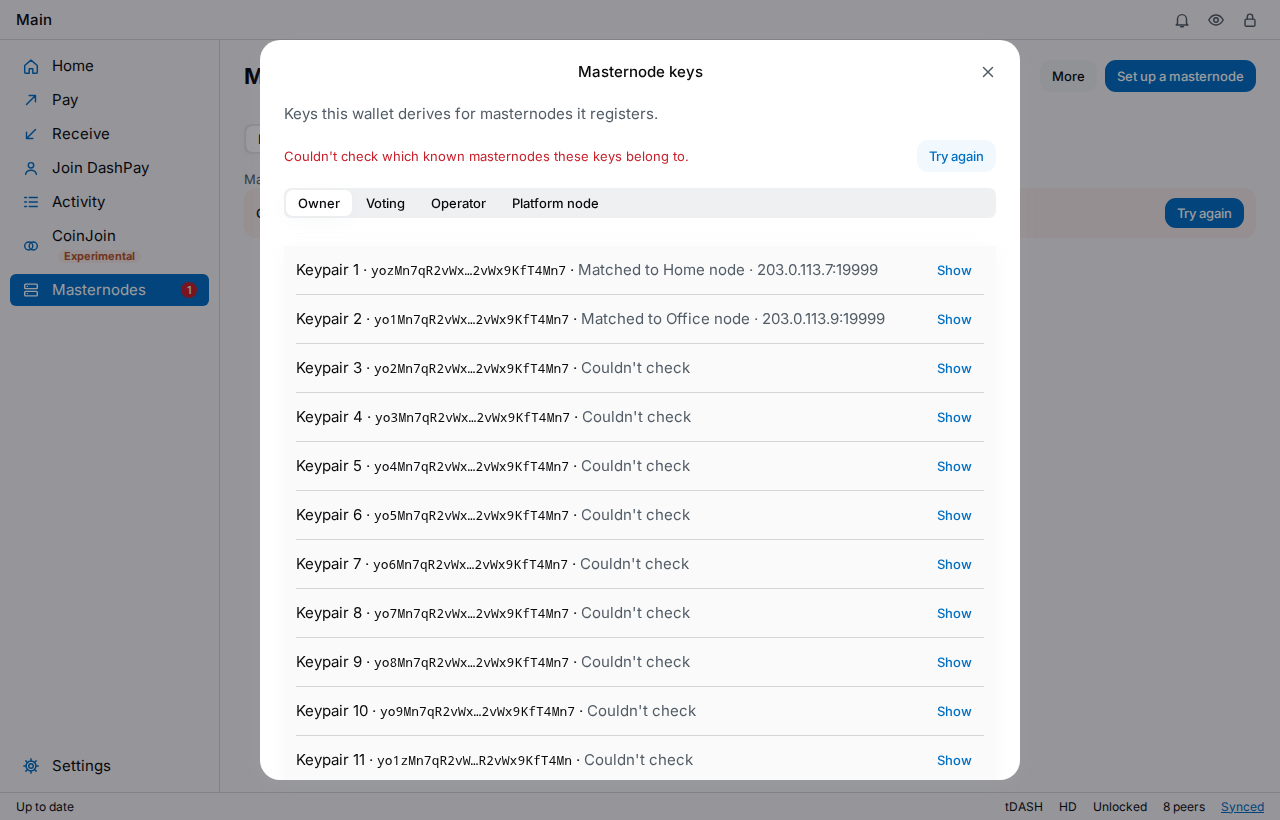 Main
Home
Pay
Receive
Join DashPay
Activity
CoinJoin
Experimental
Masternodes 1
Settings
More
Set up a masternode
Try again
Masternode keys
Keys this wallet derives for masternodes it registers.
Couldn't check which known masternodes these keys belong to.
Try again
Owner Voting Operator Platform node
Keypair 1 · yozMn7qR2vWx…2vWx9KfT4Mn7 · Matched to Home node · 203.0.113.7:19999 Show
Keypair 2 · yo1Mn7qR2vWx…2vWx9KfT4Mn7 · Matched to Office node · 203.0.113.9:19999 Show
Keypair 3 · yo2Mn7qR2vWx…2vWx9KfT4Mn7 · Couldn't check Show
Keypair 4 · yo3Mn7qR2vWx…2vWx9KfT4Mn7 · Couldn't check Show
Keypair 5 · yo4Mn7qR2vWx…2vWx9KfT4Mn7 · Couldn't check Show
Keypair 6 · yo5Mn7qR2vWx…2vWx9KfT4Mn7 · Couldn't check Show
Keypair 7 · yo6Mn7qR2vWx…2vWx9KfT4Mn7 · Couldn't check Show
Keypair 8 · yo7Mn7qR2vWx…2vWx9KfT4Mn7 · Couldn't check Show
Keypair 9 · yo8Mn7qR2vWx…2vWx9KfT4Mn7 · Couldn't check Show
Keypair 10 · yo9Mn7qR2vWx…2vWx9KfT4Mn7 · Couldn't check Show
Keypair 11 · yo1zMn7qR2vW…R2vWx9KfT4Mn · Couldn't check Show
Up to date
tDASH HD Unlocked 8 peers Synced